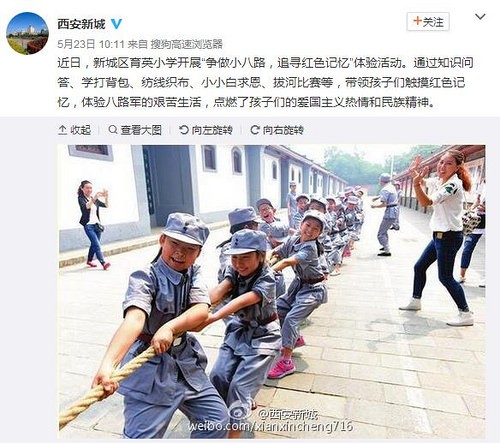 西安新城
+关注
5月23日 10:11 来自 搜狗高速浏览器
近日,新城区育英小学开展“争做小八路,追寻红色记忆”体验活动。通过知识问
答、学打背包、纺线织布、小小白求恩、拔河比赛等,带领孩子们触摸红色记
忆,体验八路军的艰苦生活,点燃了孩子们的爱国主义热情和民族精神。
收起 查看大图 向左旋转 向右旋转
@西安新城
weibo.com/xianxincheng716